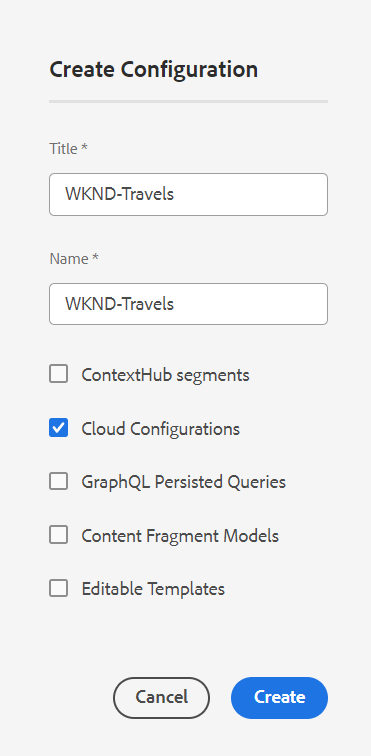 Create Configuration
Title *
WKND-Travels
Name *
WKND-Travels
ContextHub segments
Cloud Configurations
GraphQL Persisted Queries
Content Fragment Models
Editable Templates
Cancel Create